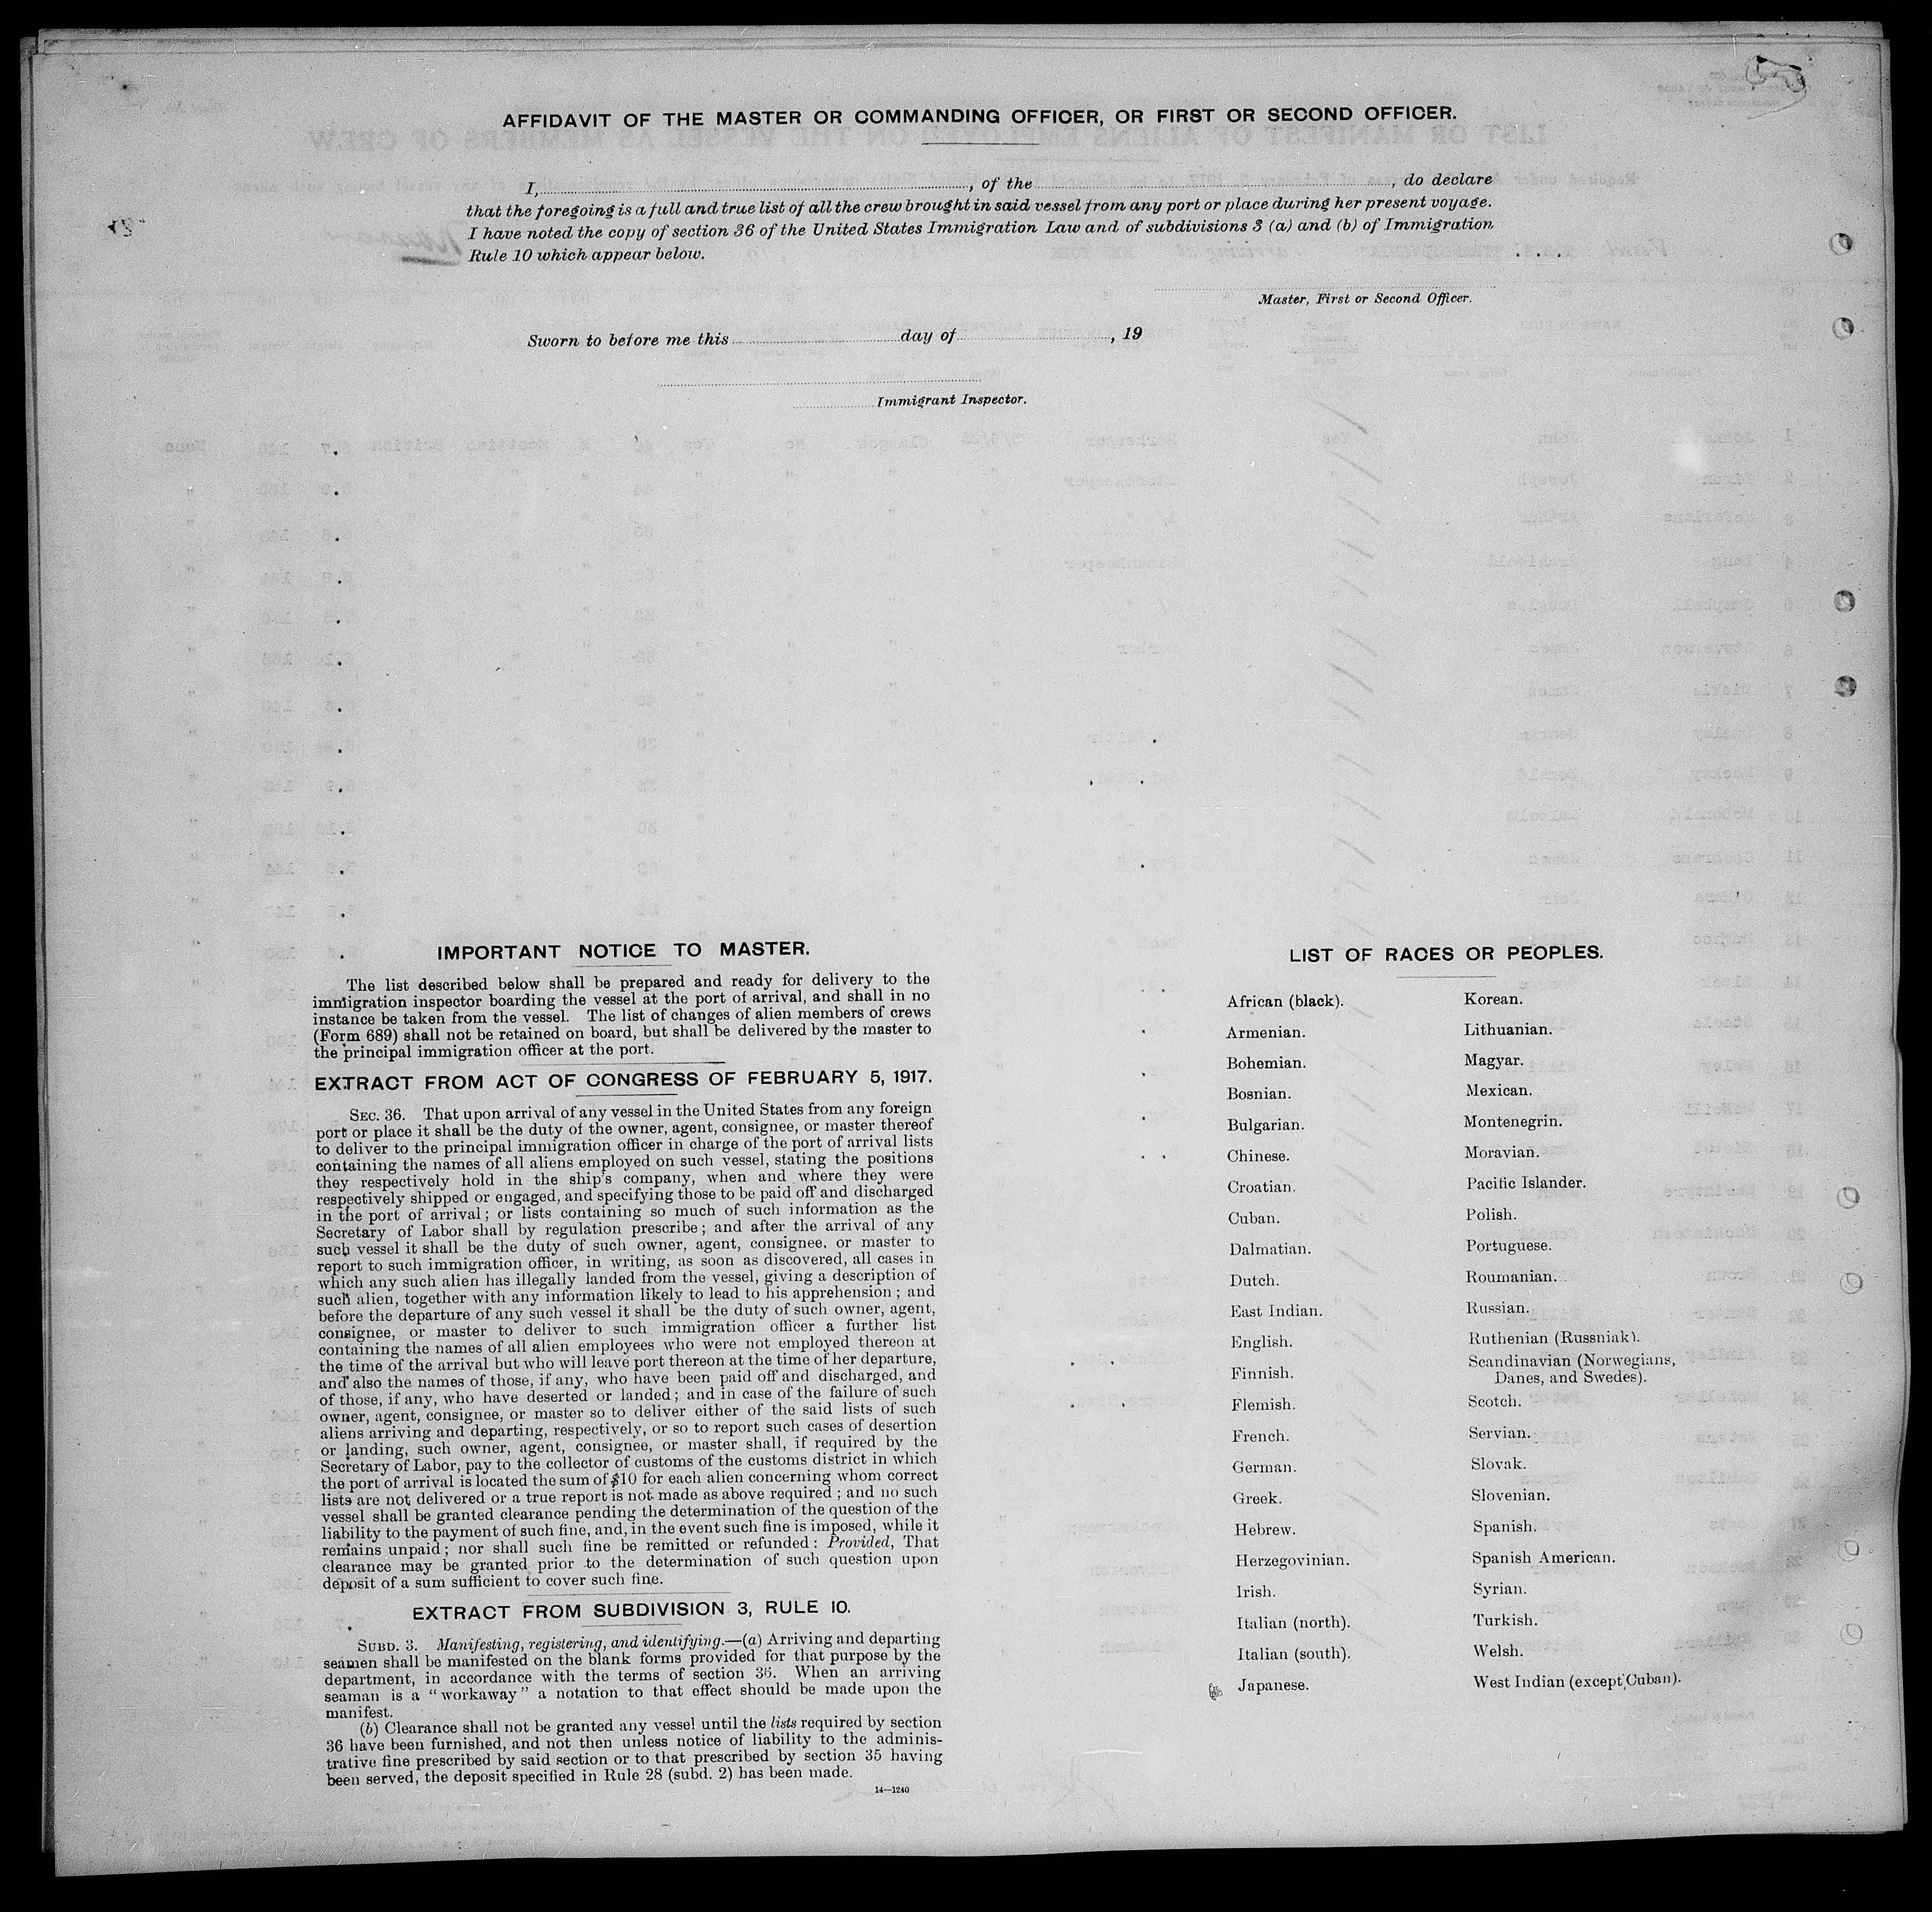 AFFIDAVIT OF THE MASTER OR COMMANDING OFFICER, OR FIRST OR SECOND OFFICER.
I, , of the , do declare
that the foregoing is a full and true list of all the crew brought in said vessel from any port or place during her present voyage.
I have noted the copy of section 36 of the United States Immigration Law and of subdivisions 3 (a) and (b) of Immigration
Rule 10 which appear below.
Master, First or Second Officer.
Sworn to before me this day of , 19
Immigrant Inspector.
IMPORTANT NOTICE TO MASTER.
The list described below shall be prepared and ready for delivery to the
immigration inspector boarding the vessel at the port of arrival, and shall in no
instance be taken from the vessel. The list of changes of alien members of crews
(Form 689) shall not be retained on board, but shall be delivered by the master to
the principal immigration officer at the port.
EXTRACT FROM ACT OF CONGRESS OF FEBRUARY 5, 1917.
SEC. 36. That upon arrival of any vessel in the United States from any foreign
port or place it shall be the duty of the owner, agent, consignee, or master thereof
to deliver to the principal immigration officer in charge of the port of arrival lists
containing the names of all aliens employed on such vessel, stating the positions
they respectively hold in the ship's company, when and where they were
respectively shipped or engaged, and specifying those to be paid off and discharged
in the port of arrival; or lists containing so much of such information as the
Secretary of Labor shall by regulation prescribe; and after the arrival of any
such vessel it shall be the duty of such owner, agent, consignee, or master to
report to such immigration officer, in writing, as soon as discovered, all cases in
which any such alien has illegally landed from the vessel, giving a description of
such alien, together with any information likely to lead to his apprehension; and
before the departure of any such vessel it shall be the duty of such owner, agent,
consignee, or master to deliver to such immigration officer a further list
containing the names of all alien employees who were not employed thereon at
the time of the arrival but who will leave port thereon at the time of her departure,
and also the names of those, if any, who have been paid off and discharged, and
of those, if any, who have deserted or landed; and in case of the failure of such
owner, agent, consignee, or master so to deliver either of the said lists of such
aliens arriving and departing, respectively, or so to report such cases of desertion
or landing, such owner, agent, consignee, or master shall, if required by the
Secretary of Labor, pay to the collector of customs of the customs district in which
the port of arrival is located the sum of $10 for each alien concerning whom correct
lists are not delivered or a true report is not made as above required; and no such
vessel shall be granted clearance pending the determination of the question of the
liability to the payment of such fine, and, in the event such fine is imposed, while it
remains unpaid; nor shall such fine be remitted or refunded: Provided, That
clearance may be granted prior to the determination of such question upon
deposit of a sum sufficient to cover such fine.
EXTRACT FROM SUBDIVISION 3, RULE 10.
SUBD. 3. Manifesting, registering, and identifying.—(a) Arriving and departing
seamen shall be manifested on the blank forms provided for that purpose by the
department, in accordance with the terms of section 36. When an arriving
seaman is a "workaway" a notation to that effect should be made upon the
manifest.
(b) Clearance shall not be granted any vessel until the lists required by section
36 have been furnished, and not then unless notice of liability to the adminis-
trative fine prescribed by said section or to that prescribed by section 35 having
been served, the deposit specified in Rule 28 (subd. 2) has been made.
14—1240
LIST OF RACES OR PEOPLES.
African (black).
Armenian.
Bohemian.
Bosnian.
Bulgarian.
Chinese.
Croatian.
Cuban.
Dalmatian.
Dutch.
East Indian.
English.
Finnish.
Flemish.
French.
German.
Greek.
Hebrew.
Herzegovinian.
Irish.
Italian (north).
Italian (south).
Japanese.
Korean.
Lithuanian.
Magyar.
Mexican.
Montenegrin.
Moravian.
Pacific Islander.
Polish.
Portuguese.
Roumanian.
Russian.
Ruthenian (Russniak).
Scandinavian (Norwegians,
Danes, and Swedes).
Scotch.
Servian.
Slovak.
Slovenian.
Spanish.
Spanish American.
Syrian.
Turkish.
Welsh.
West Indian (except Cuban).